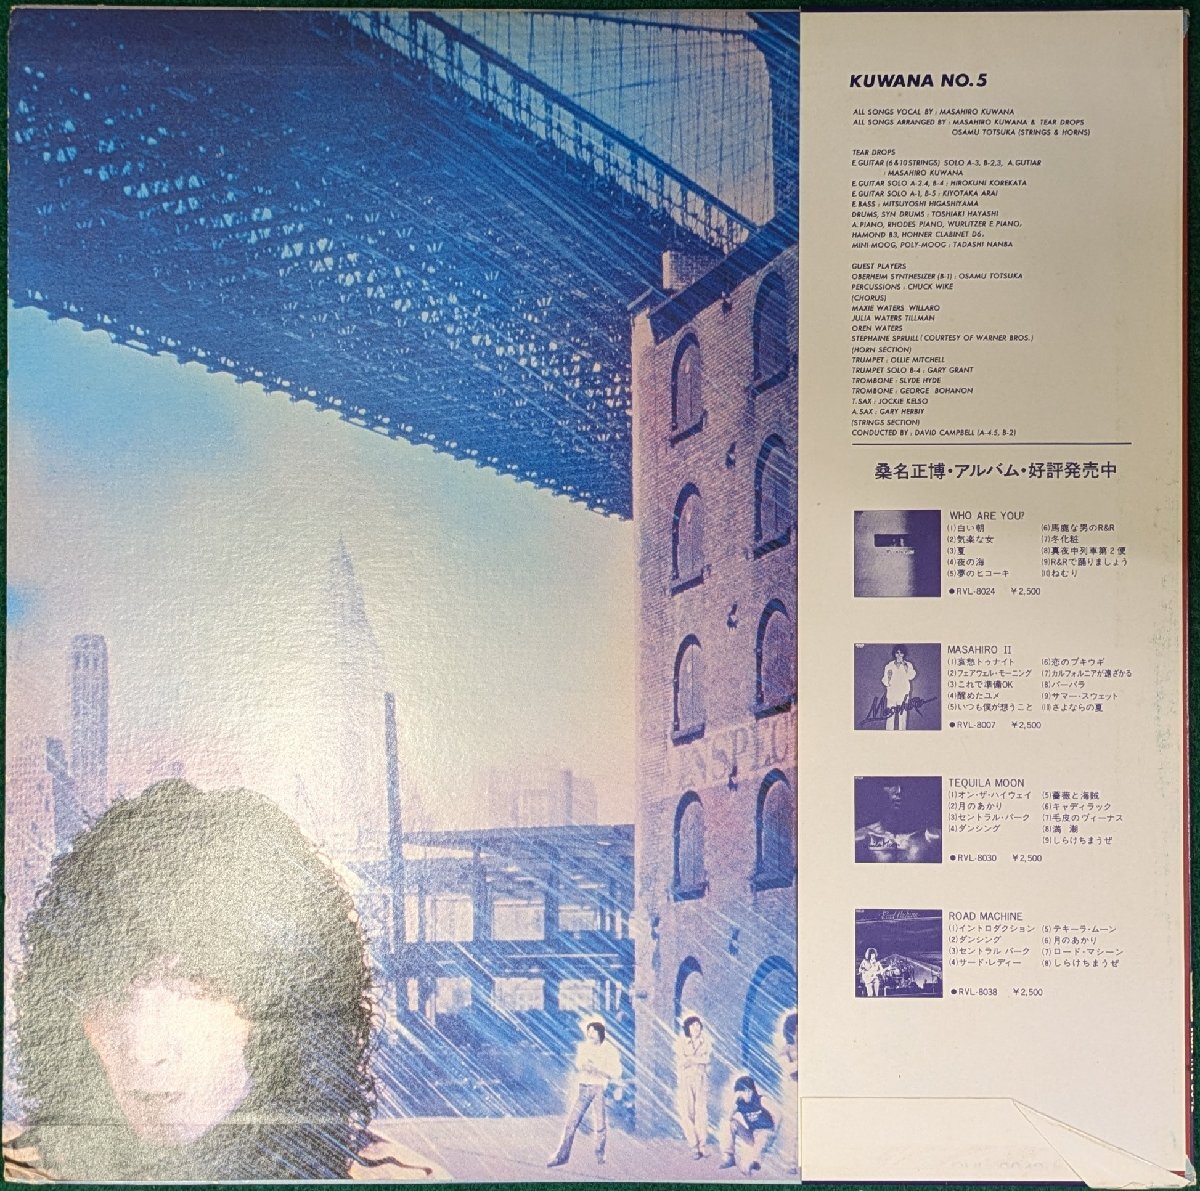 KUWANA NO.5
ALL SONGS VOCAL BY : MASAHIRO KUWANA
ALL SONGS ARRANGED BY : MASAHIRO KUWANA & TEAR DROPS
OSAMU TOTSUKA (STRINGS & HORNS)
TEAR DROPS
E.GUITAR (6 & 10 STRINGS) SOLO A-3, B-2,3, A.GUTIAR
: MASAHIRO KUWANA
E.GUITAR SOLO A-2.4, B-4 : HIROKUNI KOREKATA
E.GUITAR SOLO A-1, B-5 : KIYOTAKA ARAI
E.BASS : MITSUYOSHI HIGASHIYAMA
DRUMS, SYN DRUMS : TOSHIAKI HAYASHI
A.PIANO, RHODES PIANO, WURLITZER E.PIANO,
HAMOND B3, HOHNER CLABINET D6,
MINI-MOOG, POLY-MOOG : TADASHI NANBA
GUEST PLAYERS
OBERHEIM SYNTHESIZER (B-1) : OSAMU TOTSUKA
PERCUSSIONS : CHUCK WIKE
(CHORUS)
MAXIE WATERS WILLARD
JULIA WATERS TILLMAN
OREN WATERS
STEPHAINE SPRUILL (COURTESY OF WARNER BROS.)
(HORN SECTION)
TRUMPET : OLLIE MITCHELL
TRUMPET SOLO B-4 : GARY GRANT
TROMBONE : SLYDE HYDE
TROMBONE : GEORGE BOHANON
T.SAX : JOCKIE KELSO
A.SAX : GARY HERBIY
(STRINGS SECTION)
CONDUCTED BY : DAVID CAMPBELL (A-4.5, B-2)
桑名正博・アルバム・好評発売中
WHO ARE YOU?
(1)白い朝 (6)馬鹿な男のR&R
(2)気楽な女 (7)冬化粧
(3)夏 (8)真夜中列車第2便
(4)夜の海 (9)R&Rで踊りましょう
(5)夢のヒコーキ (10)ねむり
●RVL-8024 ￥2,500
MASAHIRO II
(1)哀愁トゥナイト (6)恋のブキウギ
(2)フェアウェル・モーニング (7)カルフォルニアが遠ざかる
(3)これで準備OK (8)バーバラ
(4)醒めたユメ (9)サマー・スウェット
(5)いつも僕が想うこと (10)さよならの夏
●RVL-8007 ￥2,500
Masahiro
TEQUILA MOON
(1)オン・ザ・ハイウェイ (5)薔薇と海賊
(2)月のあかり (6)キャディラック
(3)セントラル・パーク (7)毛皮のヴィーナス
(4)ダンシング (8)満 潮
(9)しらけちまうぜ
●RVL-8030 ￥2,500
ROAD MACHINE
(1)イントロダクション (5)テキーラ・ムーン
(2)ダンシング (6)月のあかり
(3)セントラル パーク (7)ロード・マシーン
(4)サード・レディー (8)しらけちまうぜ
●RVL-8038 ￥2,500
Road Machine
INSPEC